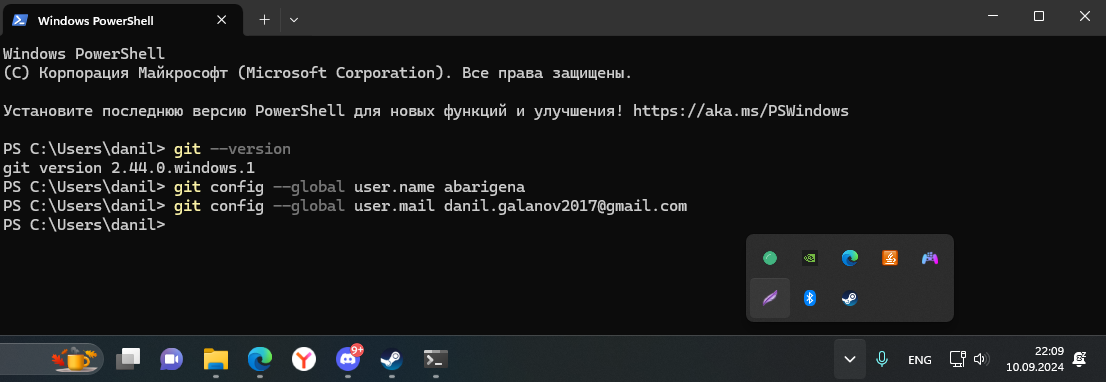 Windows PowerShell
Windows PowerShell
(C) Корпорация Майкрософт (Microsoft Corporation). Все права защищены.
Установите последнюю версию PowerShell для новых функций и улучшения! https://aka.ms/PSWindows
PS C:\Users\danil> git --version
git version 2.44.0.windows.1
PS C:\Users\danil> git config --global user.name abarigena
PS C:\Users\danil> git config --global user.mail danil.galanov2017@gmail.com
PS C:\Users\danil>
9+
ENG
22:09
10.09.2024